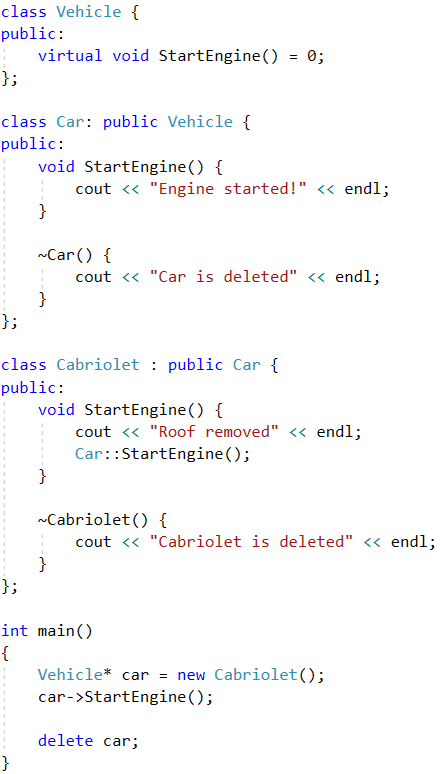 class Vehicle {
public:
    virtual void StartEngine() = 0;
};

class Car: public Vehicle {
public:
    void StartEngine() {
        cout << "Engine started!" << endl;
    }

    ~Car() {
        cout << "Car is deleted" << endl;
    }
};

class Cabriolet : public Car {
public:
    void StartEngine() {
        cout << "Roof removed" << endl;
        Car::StartEngine();
    }

    ~Cabriolet() {
        cout << "Cabriolet is deleted" << endl;
    }
};

int main()
{
    Vehicle* car = new Cabriolet();
    car->StartEngine();

    delete car;
}